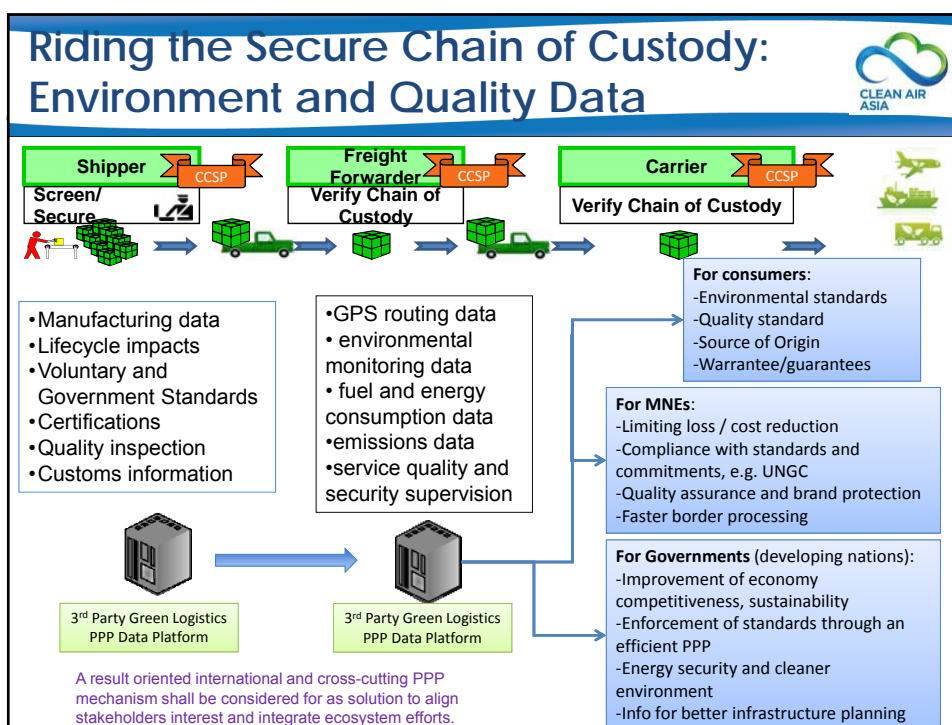 Riding the Secure Chain of Custody:
Environment and Quality Data
CLEAN AIR
ASIA
Shipper
CCSP
Screen/
Secure
Freight
Forwarder
CCSP
Verify Chain of
Custody
Carrier
CCSP
Verify Chain of Custody
•Manufacturing data
•Lifecycle impacts
•Voluntary and
Government Standards
•Certifications
•Quality inspection
•Customs information
•GPS routing data
• environmental
monitoring data
• fuel and energy
consumption data
•emissions data
•service quality and
security supervision
For consumers:
-Environmental standards
-Quality standard
-Source of Origin
-Warrantee/guarantees
For MNEs:
-Limiting loss / cost reduction
-Compliance with standards and
commitments, e.g. UNGC
-Quality assurance and brand protection
-Faster border processing
For Governments (developing nations):
-Improvement of economy
competitiveness, sustainability
-Enforcement of standards through an
efficient PPP
-Energy security and cleaner
environment
-Info for better infrastructure planning
3rd Party Green Logistics
PPP Data Platform
3rd Party Green Logistics
PPP Data Platform
A result oriented international and cross-cutting PPP
mechanism shall be considered for as solution to align
stakeholders interest and integrate ecosystem efforts.